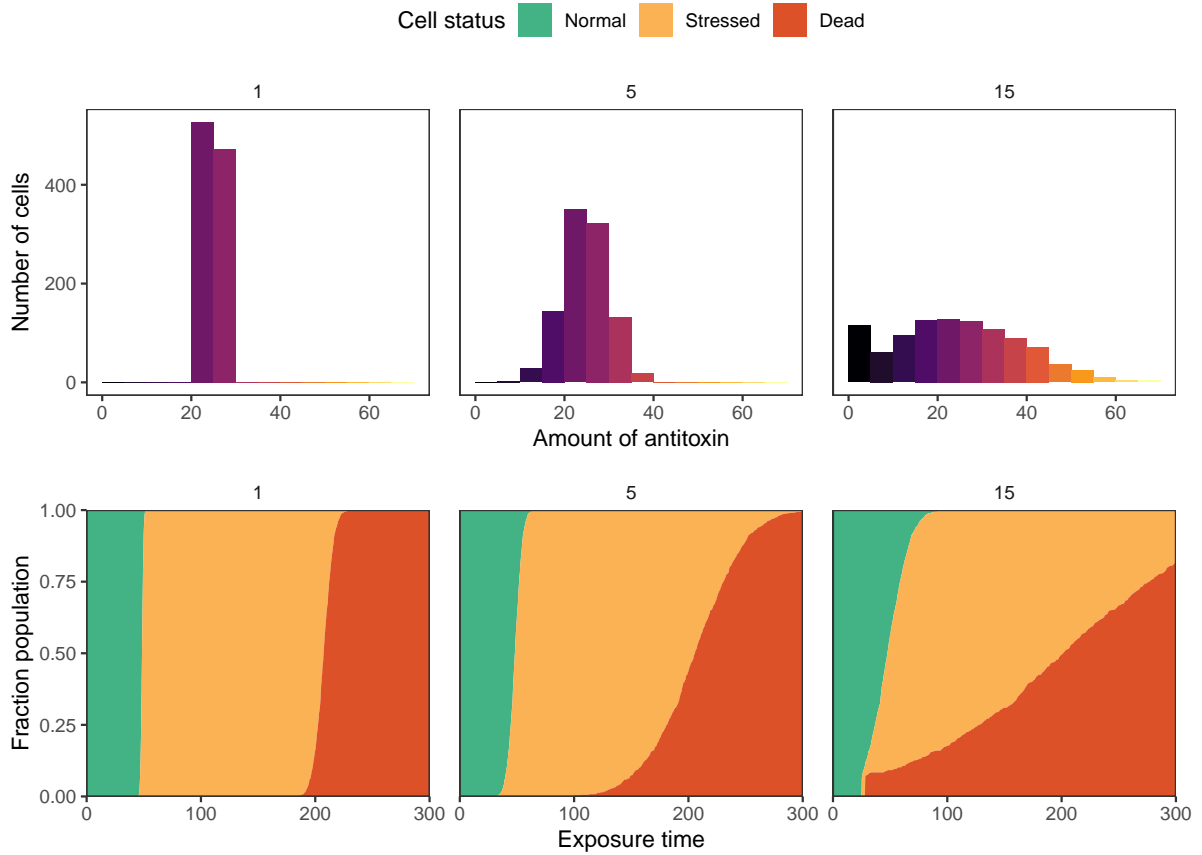 Cell status Normal Stressed Dead
1 5 15
Number of cells
400
200
0
0 20 40 60 0 20 40 60 0 20 40 60
Amount of antitoxin
1 5 15
Fraction population
1.00
0.75
0.50
0.25
0.00
0 100 200 300 0 100 200 300 0 100 200 300
Exposure time